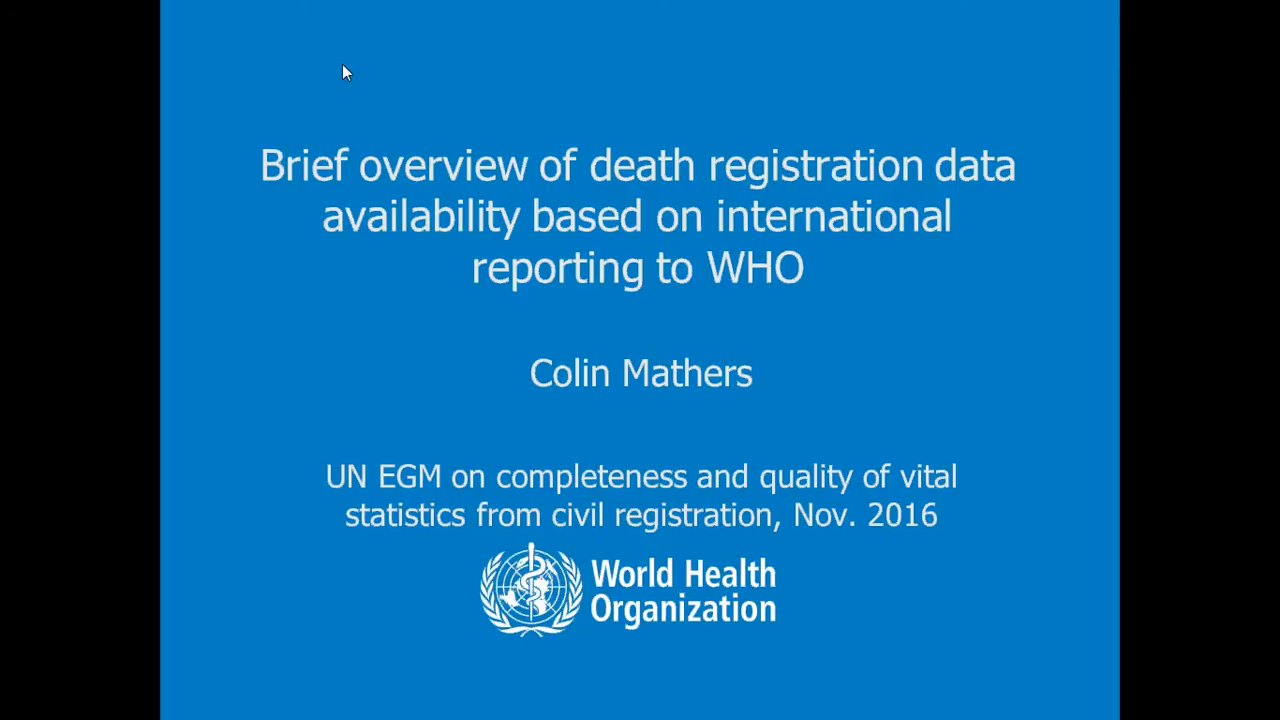 Brief overview of death registration data
availability based on international
reporting to WHO
Colin Mathers
UN EGM on completeness and quality of vital
statistics from civil registration, Nov. 2016
World Health
Organization